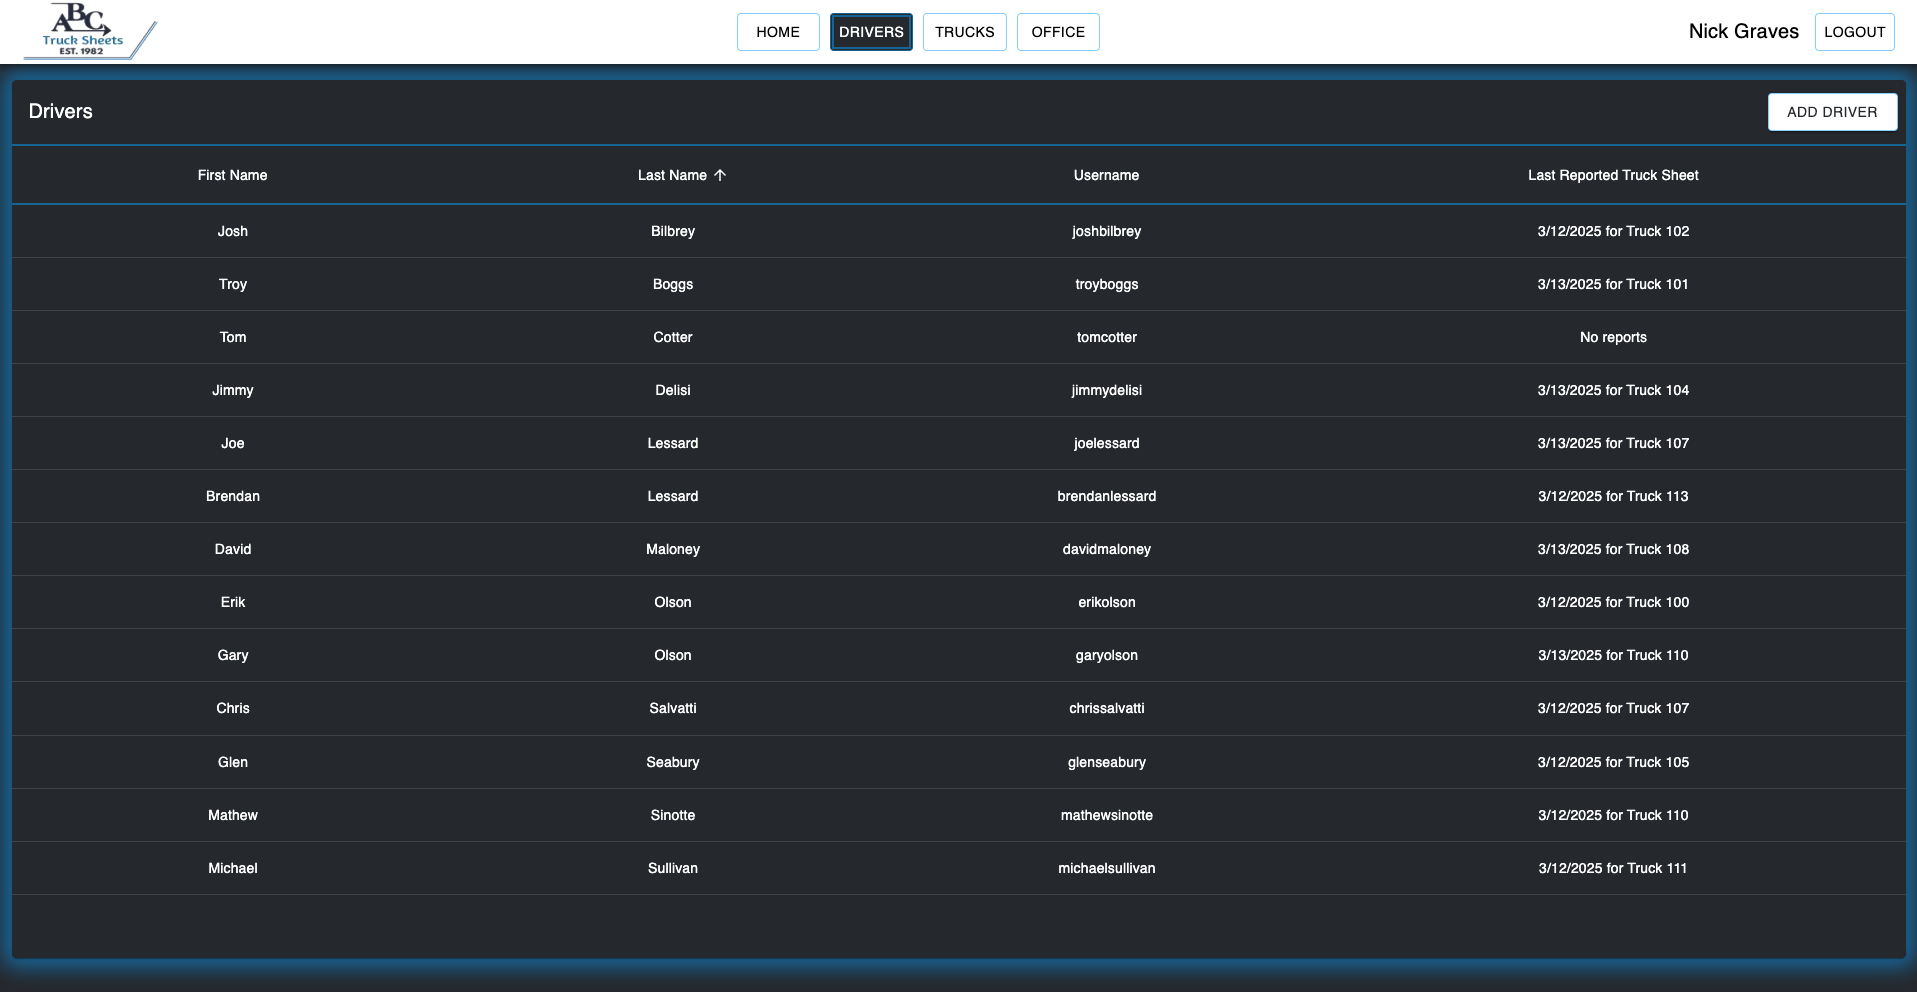 ABC
Truck Sheets
EST. 1982
HOME DRIVERS TRUCKS OFFICE Nick Graves LOGOUT
Drivers ADD DRIVER
First Name Last Name ↑ Username Last Reported Truck Sheet
Josh Bilbrey joshbilbrey 3/12/2025 for Truck 102
Troy Boggs troyboggs 3/13/2025 for Truck 101
Tom Cotter tomcotter No reports
Jimmy Delisi jimmydelisi 3/13/2025 for Truck 104
Joe Lessard joelessard 3/13/2025 for Truck 107
Brendan Lessard brendanlessard 3/12/2025 for Truck 113
David Maloney davidmaloney 3/13/2025 for Truck 108
Erik Olson erikolson 3/12/2025 for Truck 100
Gary Olson garyolson 3/13/2025 for Truck 110
Chris Salvatti chrissalvatti 3/12/2025 for Truck 107
Glen Seabury glenseabury 3/12/2025 for Truck 105
Mathew Sinotte mathewsinotte 3/12/2025 for Truck 110
Michael Sullivan michaelsullivan 3/12/2025 for Truck 111